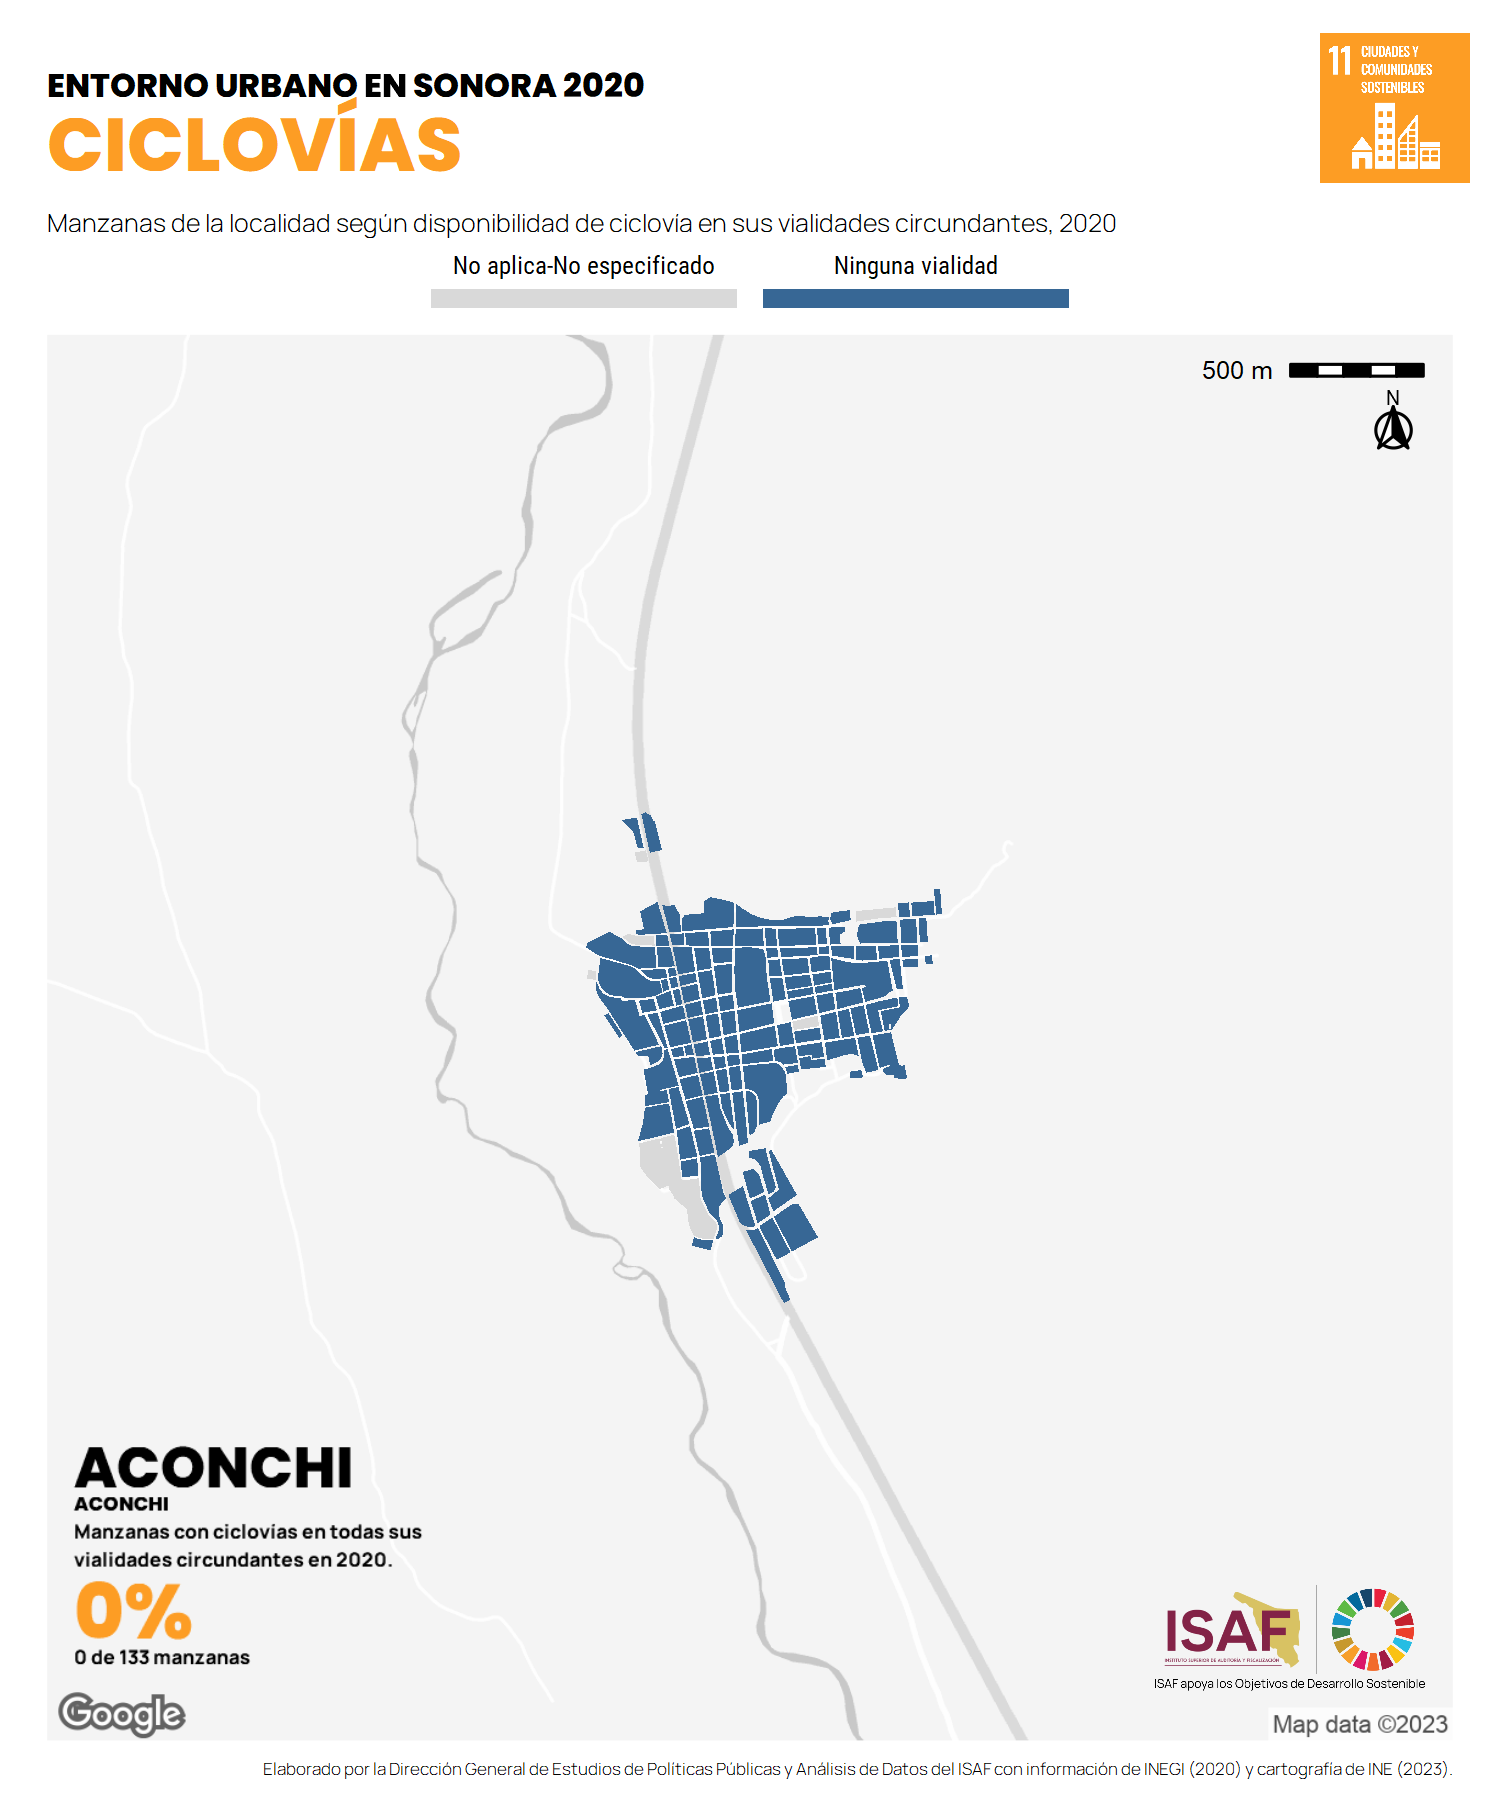 ENTORNO URBANO EN SONORA 2020
CICLOVÍAS
11 CIUDADES Y
COMUNIDADES
SOSTENIBLES
Manzanas de la localidad según disponibilidad de ciclovía en sus vialidades circundantes, 2020
No aplica-No especificado
Ninguna vialidad
500 m
N
ACONCHI
ACONCHI
Manzanas con ciclovias en todas sus
vialidades circundantes en 2020.
0%
0 de 133 manzanas
Google
ISAF
INSTITUTO SUPERIOR DE AUDITORÍA Y FISCALIZACIÓN
ISAF apoya los Objetivos de Desarrollo Sostenible
Map data ©2023
Elaborado por la Dirección General de Estudios de Políticas Públicas y Análisis de Datos del ISAF con información de INEGI (2020) y cartografía de INE (2023).